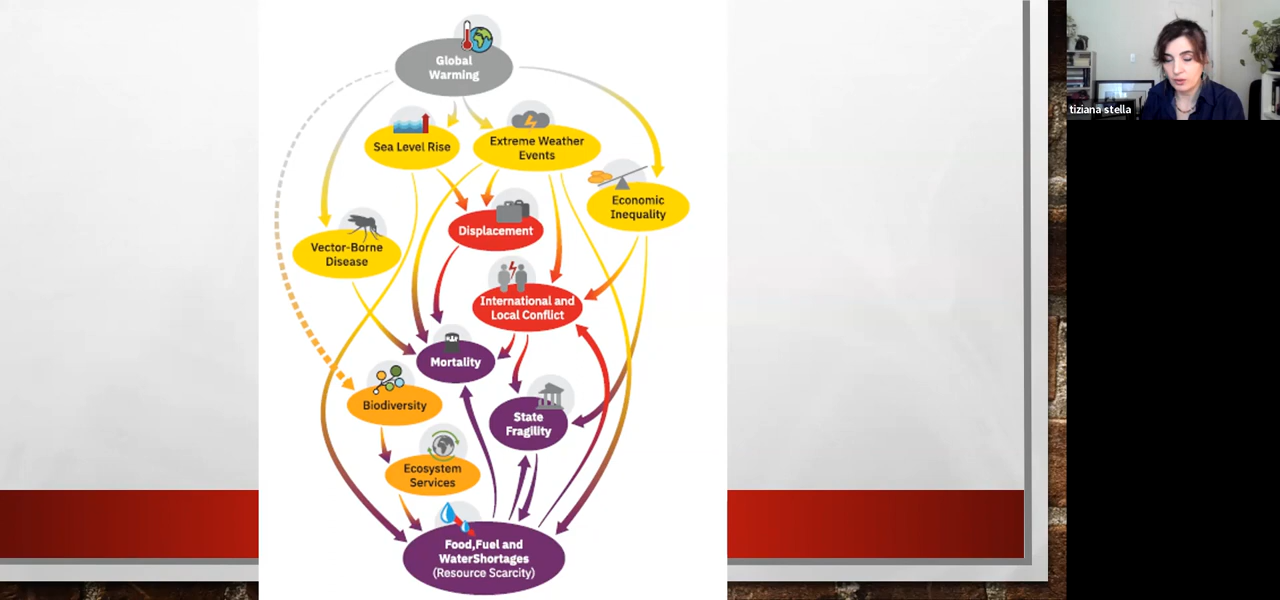 Global
Warming
tiziana stella
Sea Level Rise
Extreme Weather
Events
Economic
Inequality
Displacement
Vector-Borne
Disease
International and
Local Conflict
Mortality
Biodiversity
State
Fragility
Ecosystem
Services
Food,Fuel and
WaterShortages
(Resource Scarcity)